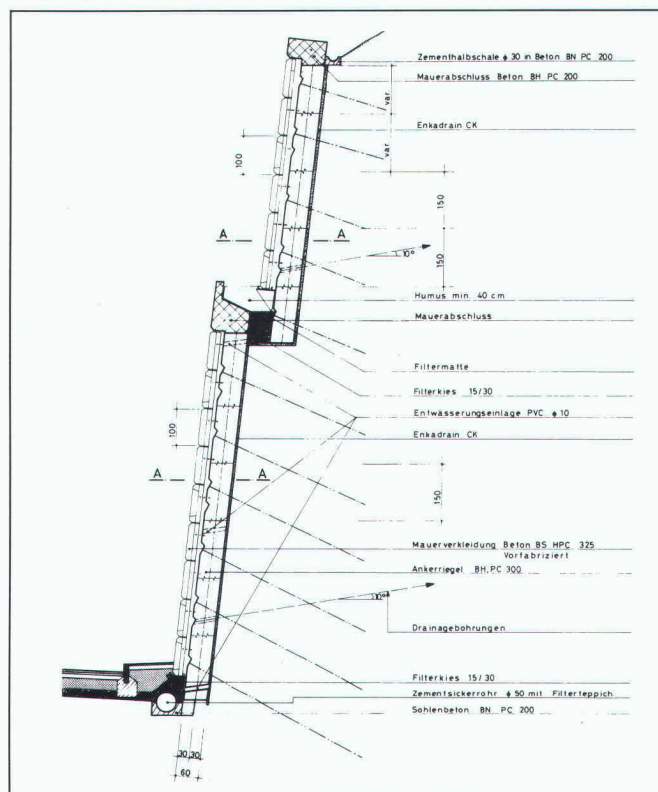 Zementhalbschale ϕ 30 in Beton BN PC 200
Mauerabschluss Beton BH PC 200
var.
Enkadrain CK
var.
100
150
A A
150
10°
Humus min. 40 cm
Mauerabschluss
Filtermatte
Filterkies 15/30
Entwässerungseinlage PVC ϕ 10
100
Enkadrain CK
A A
150
Mauerverkleidung Beton BS HPC 325
Vorfabriziert
Ankerriegel BH, PC 300
10°
Drainagebohrungen
Filterkies 15/30
Zementsickerrohr ϕ 50 mit Filterteppich
Sohlenbeton BN PC 200
30 30
60